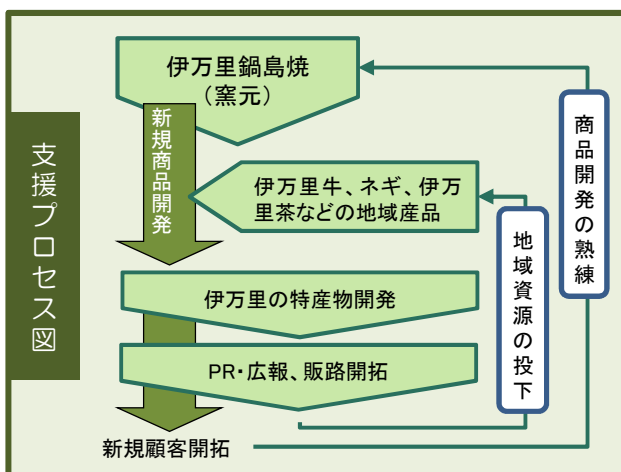 支援プロセス図
伊万里鍋島焼
（窯元）
新規商品開発
伊万里牛、ネギ、伊万
里茶などの地域産品
伊万里の特産物開発
PR・広報、販路開拓
新規顧客開拓
地域資源の投下
商品開発の熟練